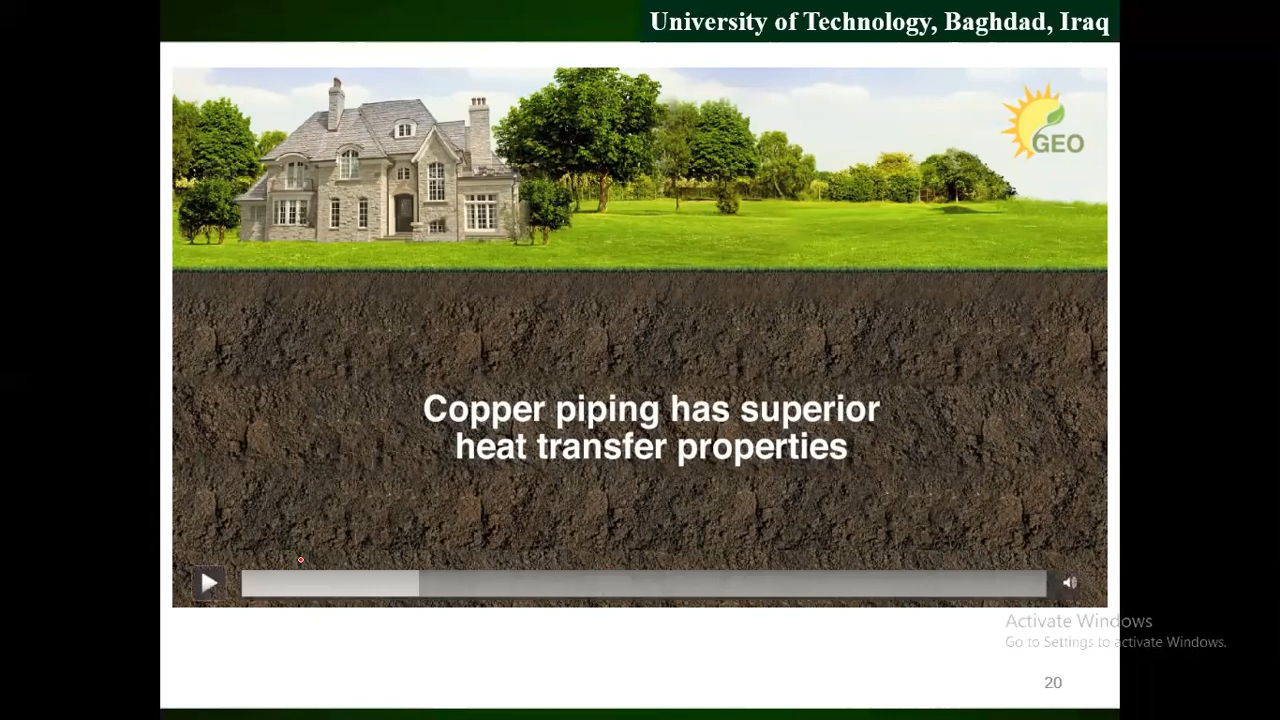 University of Technology, Baghdad, Iraq
GEO
Copper piping has superior
heat transfer properties
Activate Windows
Go to Settings to activate Windows.
20